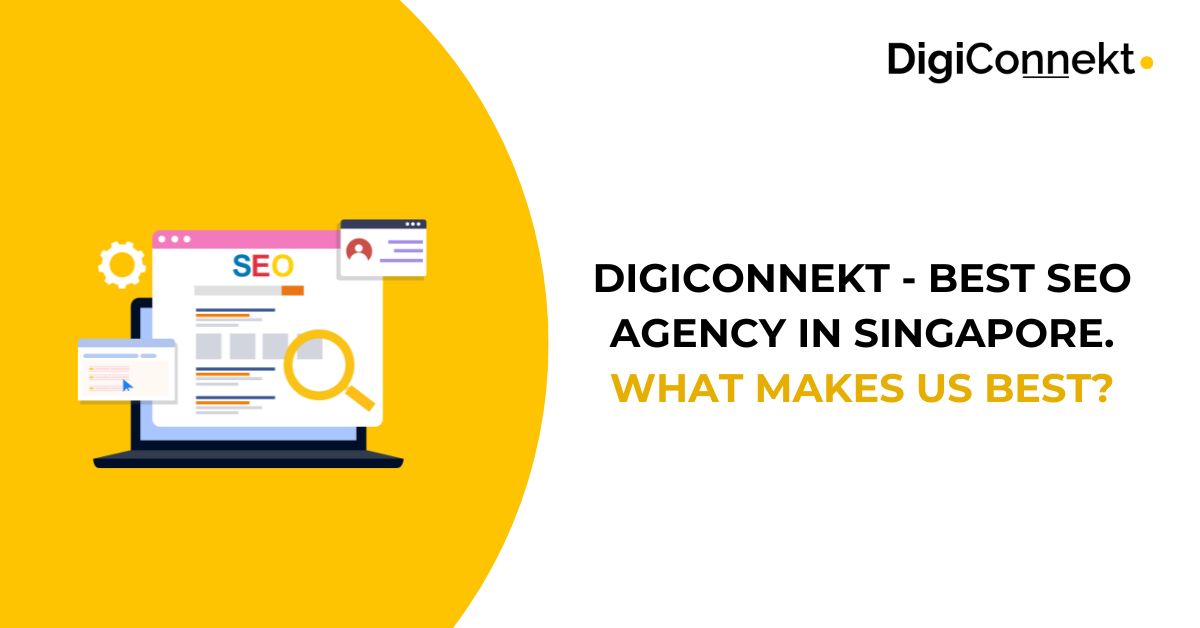 DigiConnekt
SEO
DIGICONNEKT - BEST SEO
AGENCY IN SINGAPORE.
WHAT MAKES US BEST?